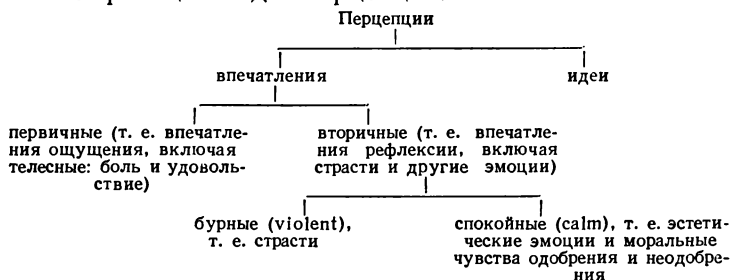 Перцепции
впечатления
идеи
первичные (т. е. впечатле-
ния ощущения, включая
телесные: боль и удоволь-
ствие)
вторичные (т. е. впечатле-
ния рефлексии, включая
страсти и другие эмоции)
бурные (violent),
т. е. страсти
спокойные (calm), т. е. эстети-
ческие эмоции и моральные
чувства одобрения и неодобре-
ния